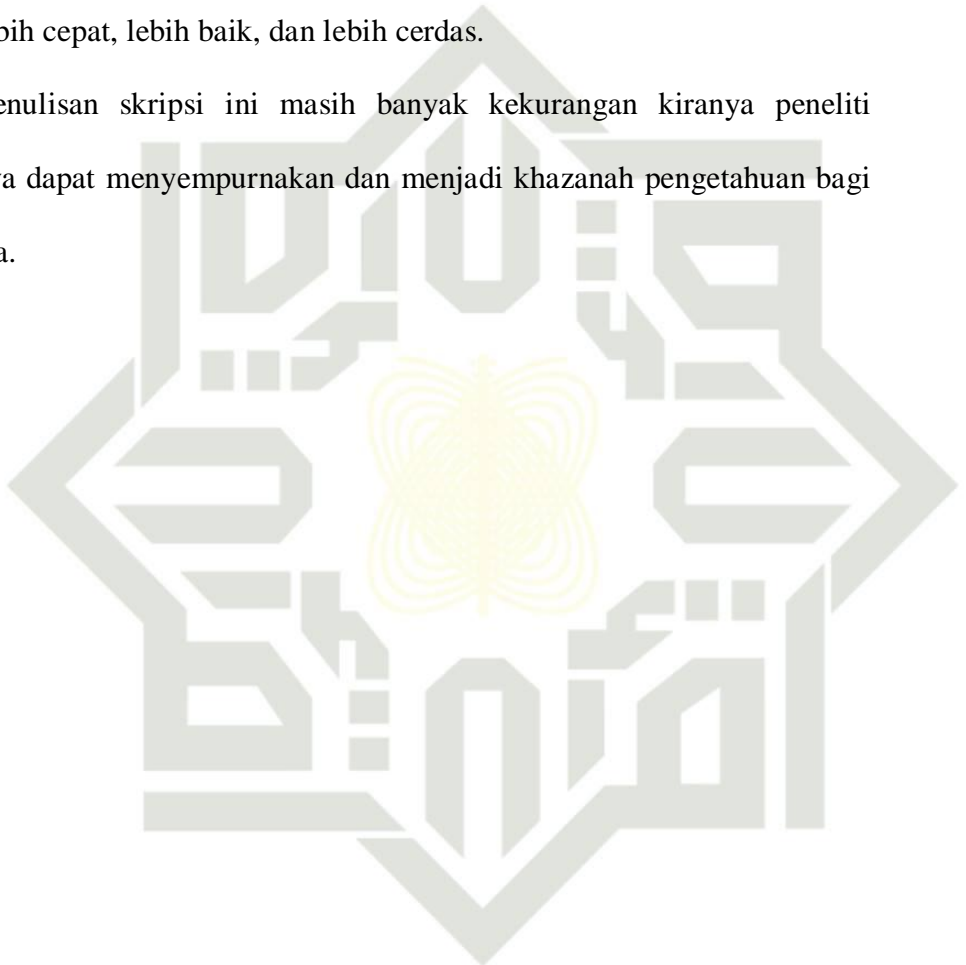 bih cepat, lebih baik, dan lebih cerdas.
enulisan skripsi ini masih banyak kekurangan kiranya peneliti
a dapat menyempurnakan dan menjadi khazanah pengetahuan bagi
a.